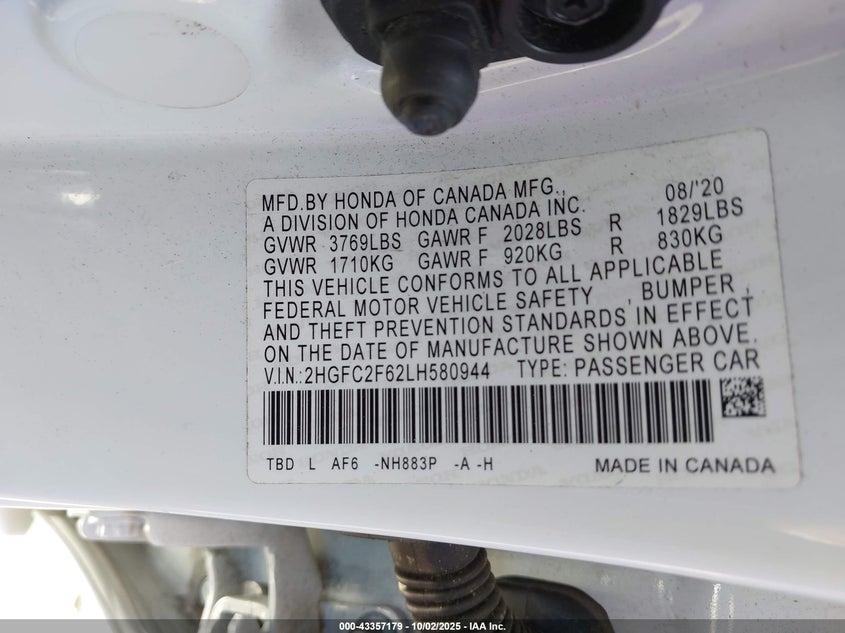 MFD.BY HONDA OF CANADA MFG., 08/'20
A DIVISION OF HONDA CANADA INC.
GVWR 3769LBS GAWR F 2028LBS R 1829LBS
GVWR 1710KG GAWR F 920KG R 830KG
THIS VEHICLE CONFORMS TO ALL APPLICABLE
FEDERAL MOTOR VEHICLE SAFETY , BUMPER ,
AND THEFT PREVENTION STANDARDS IN EFFECT
ON THE DATE OF MANUFACTURE SHOWN ABOVE.
V.I.N.:2HGFC2F62LH580944 TYPE: PASSENGER CAR
TBD L AF6 -NH883P -A -H MADE IN CANADA
000-43357179 - 10/02/2025 - IAA Inc.